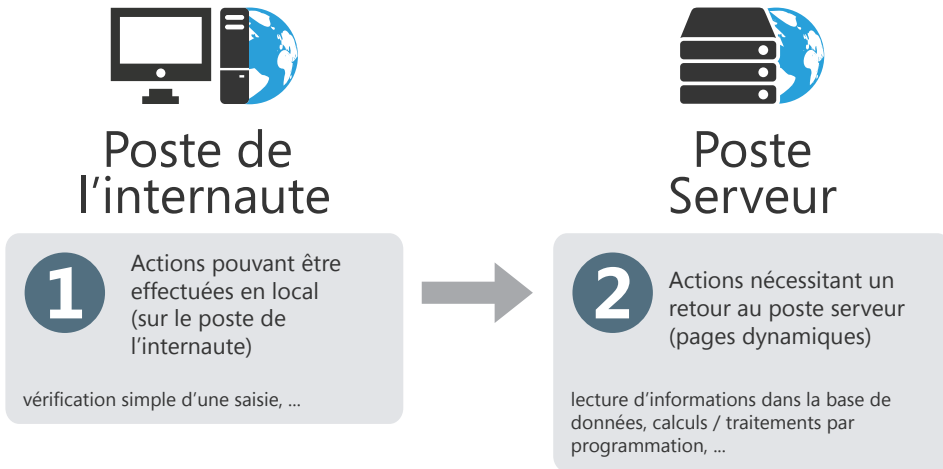 Poste de
l’internaute
Poste
Serveur
1
Actions pouvant être
effectuées en local
(sur le poste de
l’internaute)
vérification simple d’une saisie, ...
2
Actions nécessitant un
retour au poste serveur
(pages dynamiques)
lecture d’informations dans la base de
données, calculs / traitements par
programmation, ...